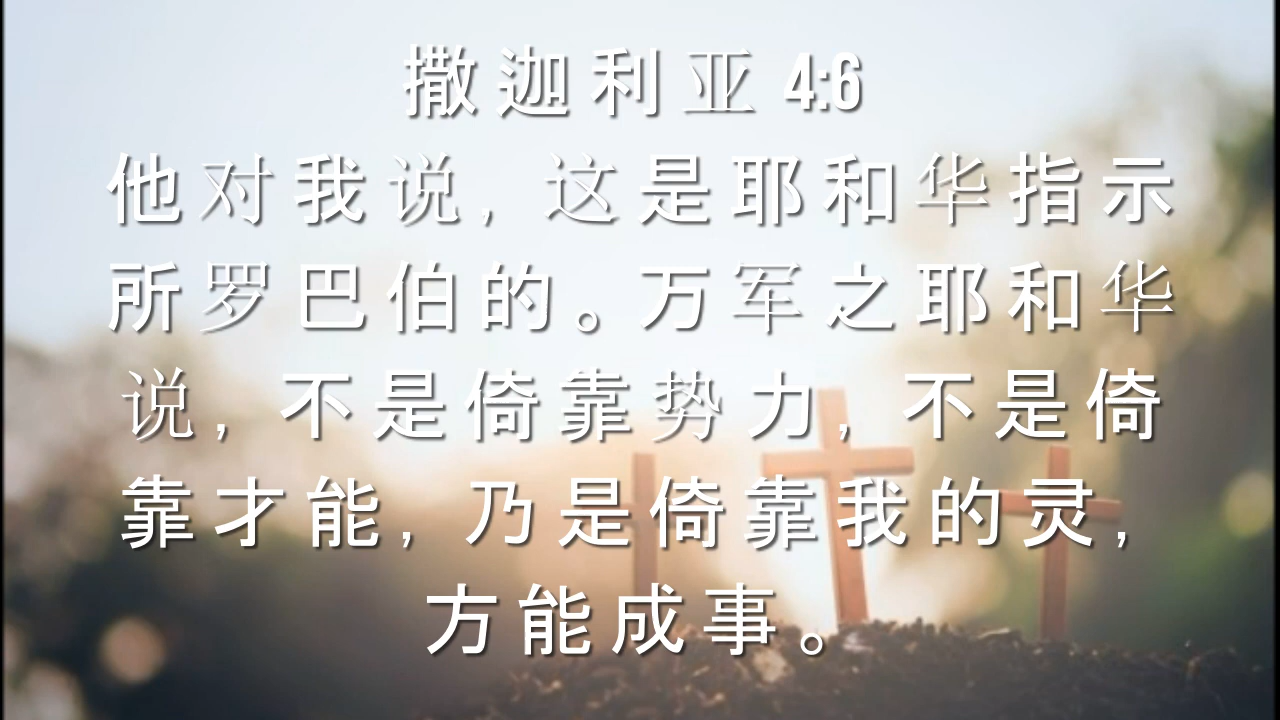 撒迦利亚 4:6
他对我说，这是耶和华指示
所罗巴伯的。万军之耶和华
说，不是倚靠势力，不是倚
靠才能，乃是倚靠我的灵，
方能成事。